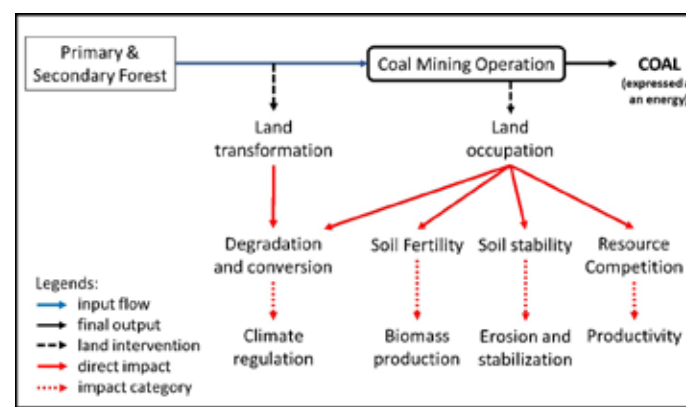 Primary &
Secondary Forest
Coal Mining Operation
COAL
(expressed a
an energy)
Land
transformation
Land
occupation
Degradation
and conversion
Soil Fertility
Soil stability
Resource
Competition
Legends:
input flow
final output
land intervention
direct impact
impact category
Climate
regulation
Biomass
production
Erosion and
stabilization
Productivity